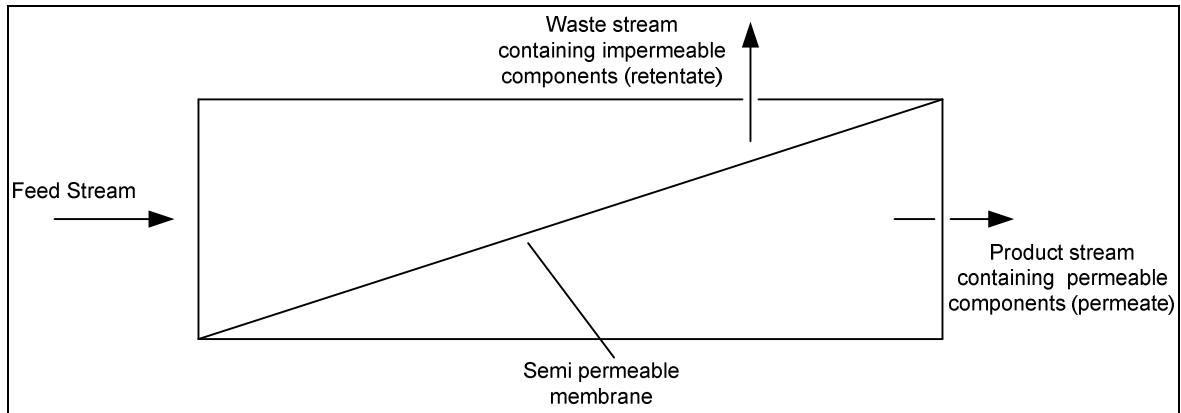 Waste stream
containing impermeable
components (retentate)
Feed Stream
Product stream
containing permeable
components (permeate)
Semi permeable
membrane